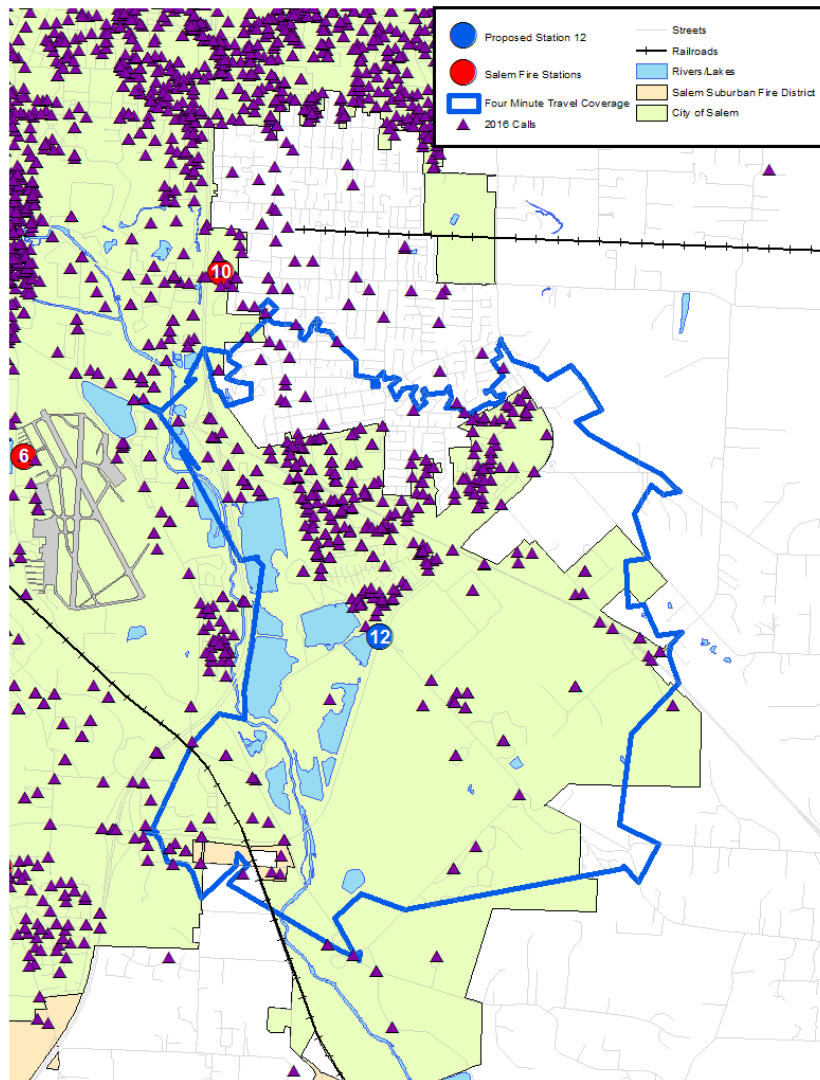 Proposed Station 12
Salem Fire Stations
Four Minute Travel Coverage
2016 Calls
Streets
Railroads
Rivers/Lakes
Salem Suburban Fire District
City of Salem
10
6
12